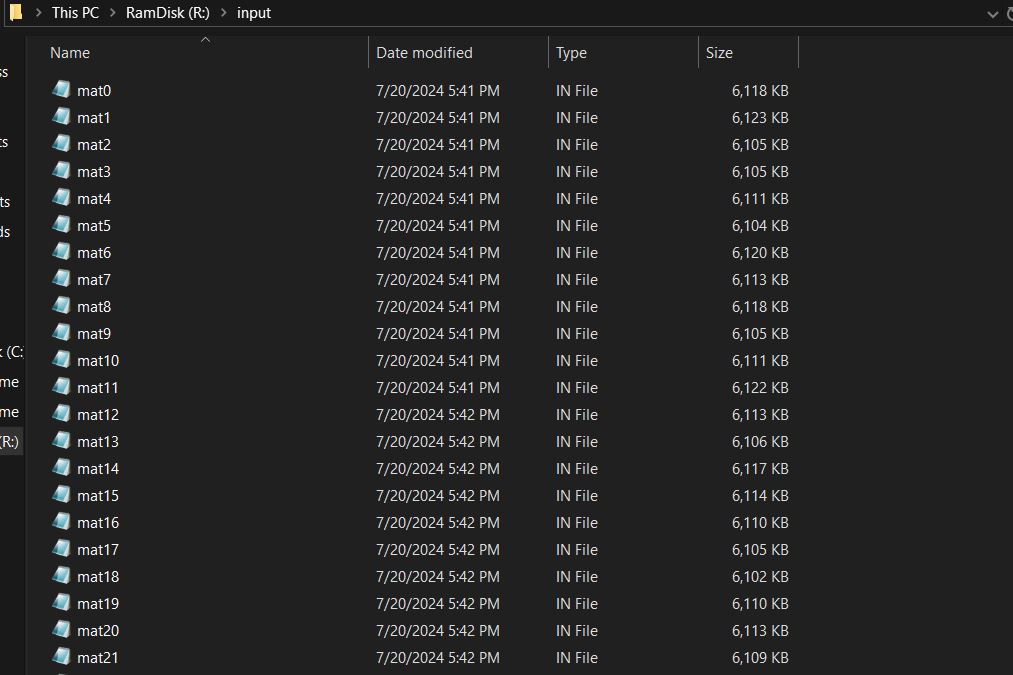 This PC > RamDisk (R:) > input
Name Date modified Type Size
ss
mat0 7/20/2024 5:41 PM IN File 6,118 KB
mat1 7/20/2024 5:41 PM IN File 6,123 KB
ts
mat2 7/20/2024 5:41 PM IN File 6,105 KB
mat3 7/20/2024 5:41 PM IN File 6,105 KB
ts
mat4 7/20/2024 5:41 PM IN File 6,111 KB
ds
mat5 7/20/2024 5:41 PM IN File 6,104 KB
mat6 7/20/2024 5:41 PM IN File 6,120 KB
mat7 7/20/2024 5:41 PM IN File 6,113 KB
mat8 7/20/2024 5:41 PM IN File 6,118 KB
mat9 7/20/2024 5:41 PM IN File 6,105 KB
k (C:
mat10 7/20/2024 5:41 PM IN File 6,111 KB
me
mat11 7/20/2024 5:41 PM IN File 6,122 KB
me
mat12 7/20/2024 5:42 PM IN File 6,113 KB
(R:)
mat13 7/20/2024 5:42 PM IN File 6,106 KB
mat14 7/20/2024 5:42 PM IN File 6,117 KB
mat15 7/20/2024 5:42 PM IN File 6,114 KB
mat16 7/20/2024 5:42 PM IN File 6,110 KB
mat17 7/20/2024 5:42 PM IN File 6,105 KB
mat18 7/20/2024 5:42 PM IN File 6,102 KB
mat19 7/20/2024 5:42 PM IN File 6,110 KB
mat20 7/20/2024 5:42 PM IN File 6,113 KB
mat21 7/20/2024 5:42 PM IN File 6,109 KB